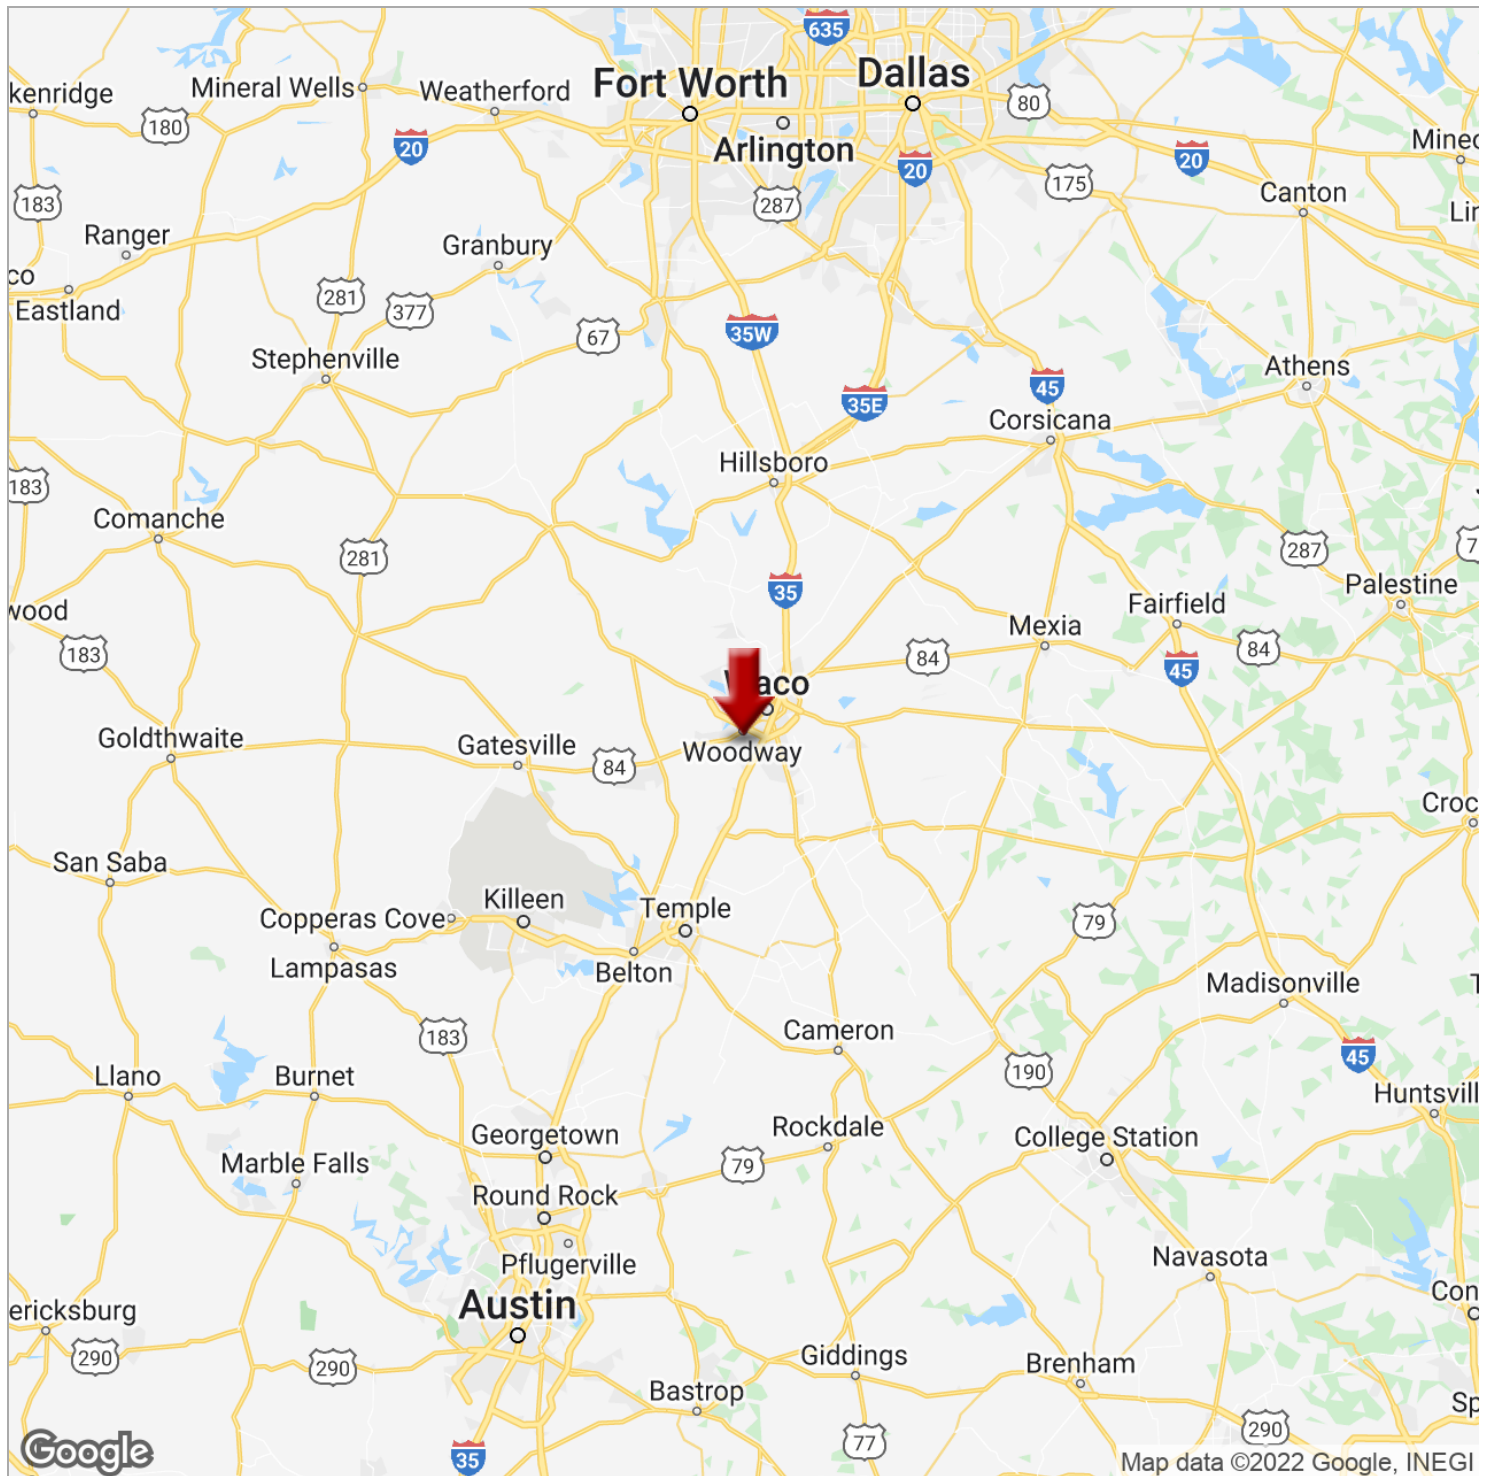 635
Dallas
Fort Worth
kenridge
Mineral Wells
Weatherford
80
180
20
Arlington
Minec
20
20
175
183
287
Canton
Lin
Ranger
Granbury
co
281
Eastland
377
67
35W
Stephenville
Athens
45
35E
Corsicana
Hillsboro
183
Comanche
281
287
7
35
Palestine
wood
Fairfield
Mexia
183
84
84
45
aco
Goldthwaite
Gatesville
84
Woodway
Croc
San Saba
Killeen
Temple
Copperas Cove
79
Lampasas
Belton
Madisonville
183
Cameron
45
190
Llano
Burnet
Huntsvill
Rockdale
Georgetown
College Station
Marble Falls
79
Round Rock
Navasota
Pflugerville
Con
Austin
ericksburg
290
290
Giddings
Brenham
Bastrop
Sp
290
77
Google
35
Map data ©2022 Google, INEGI